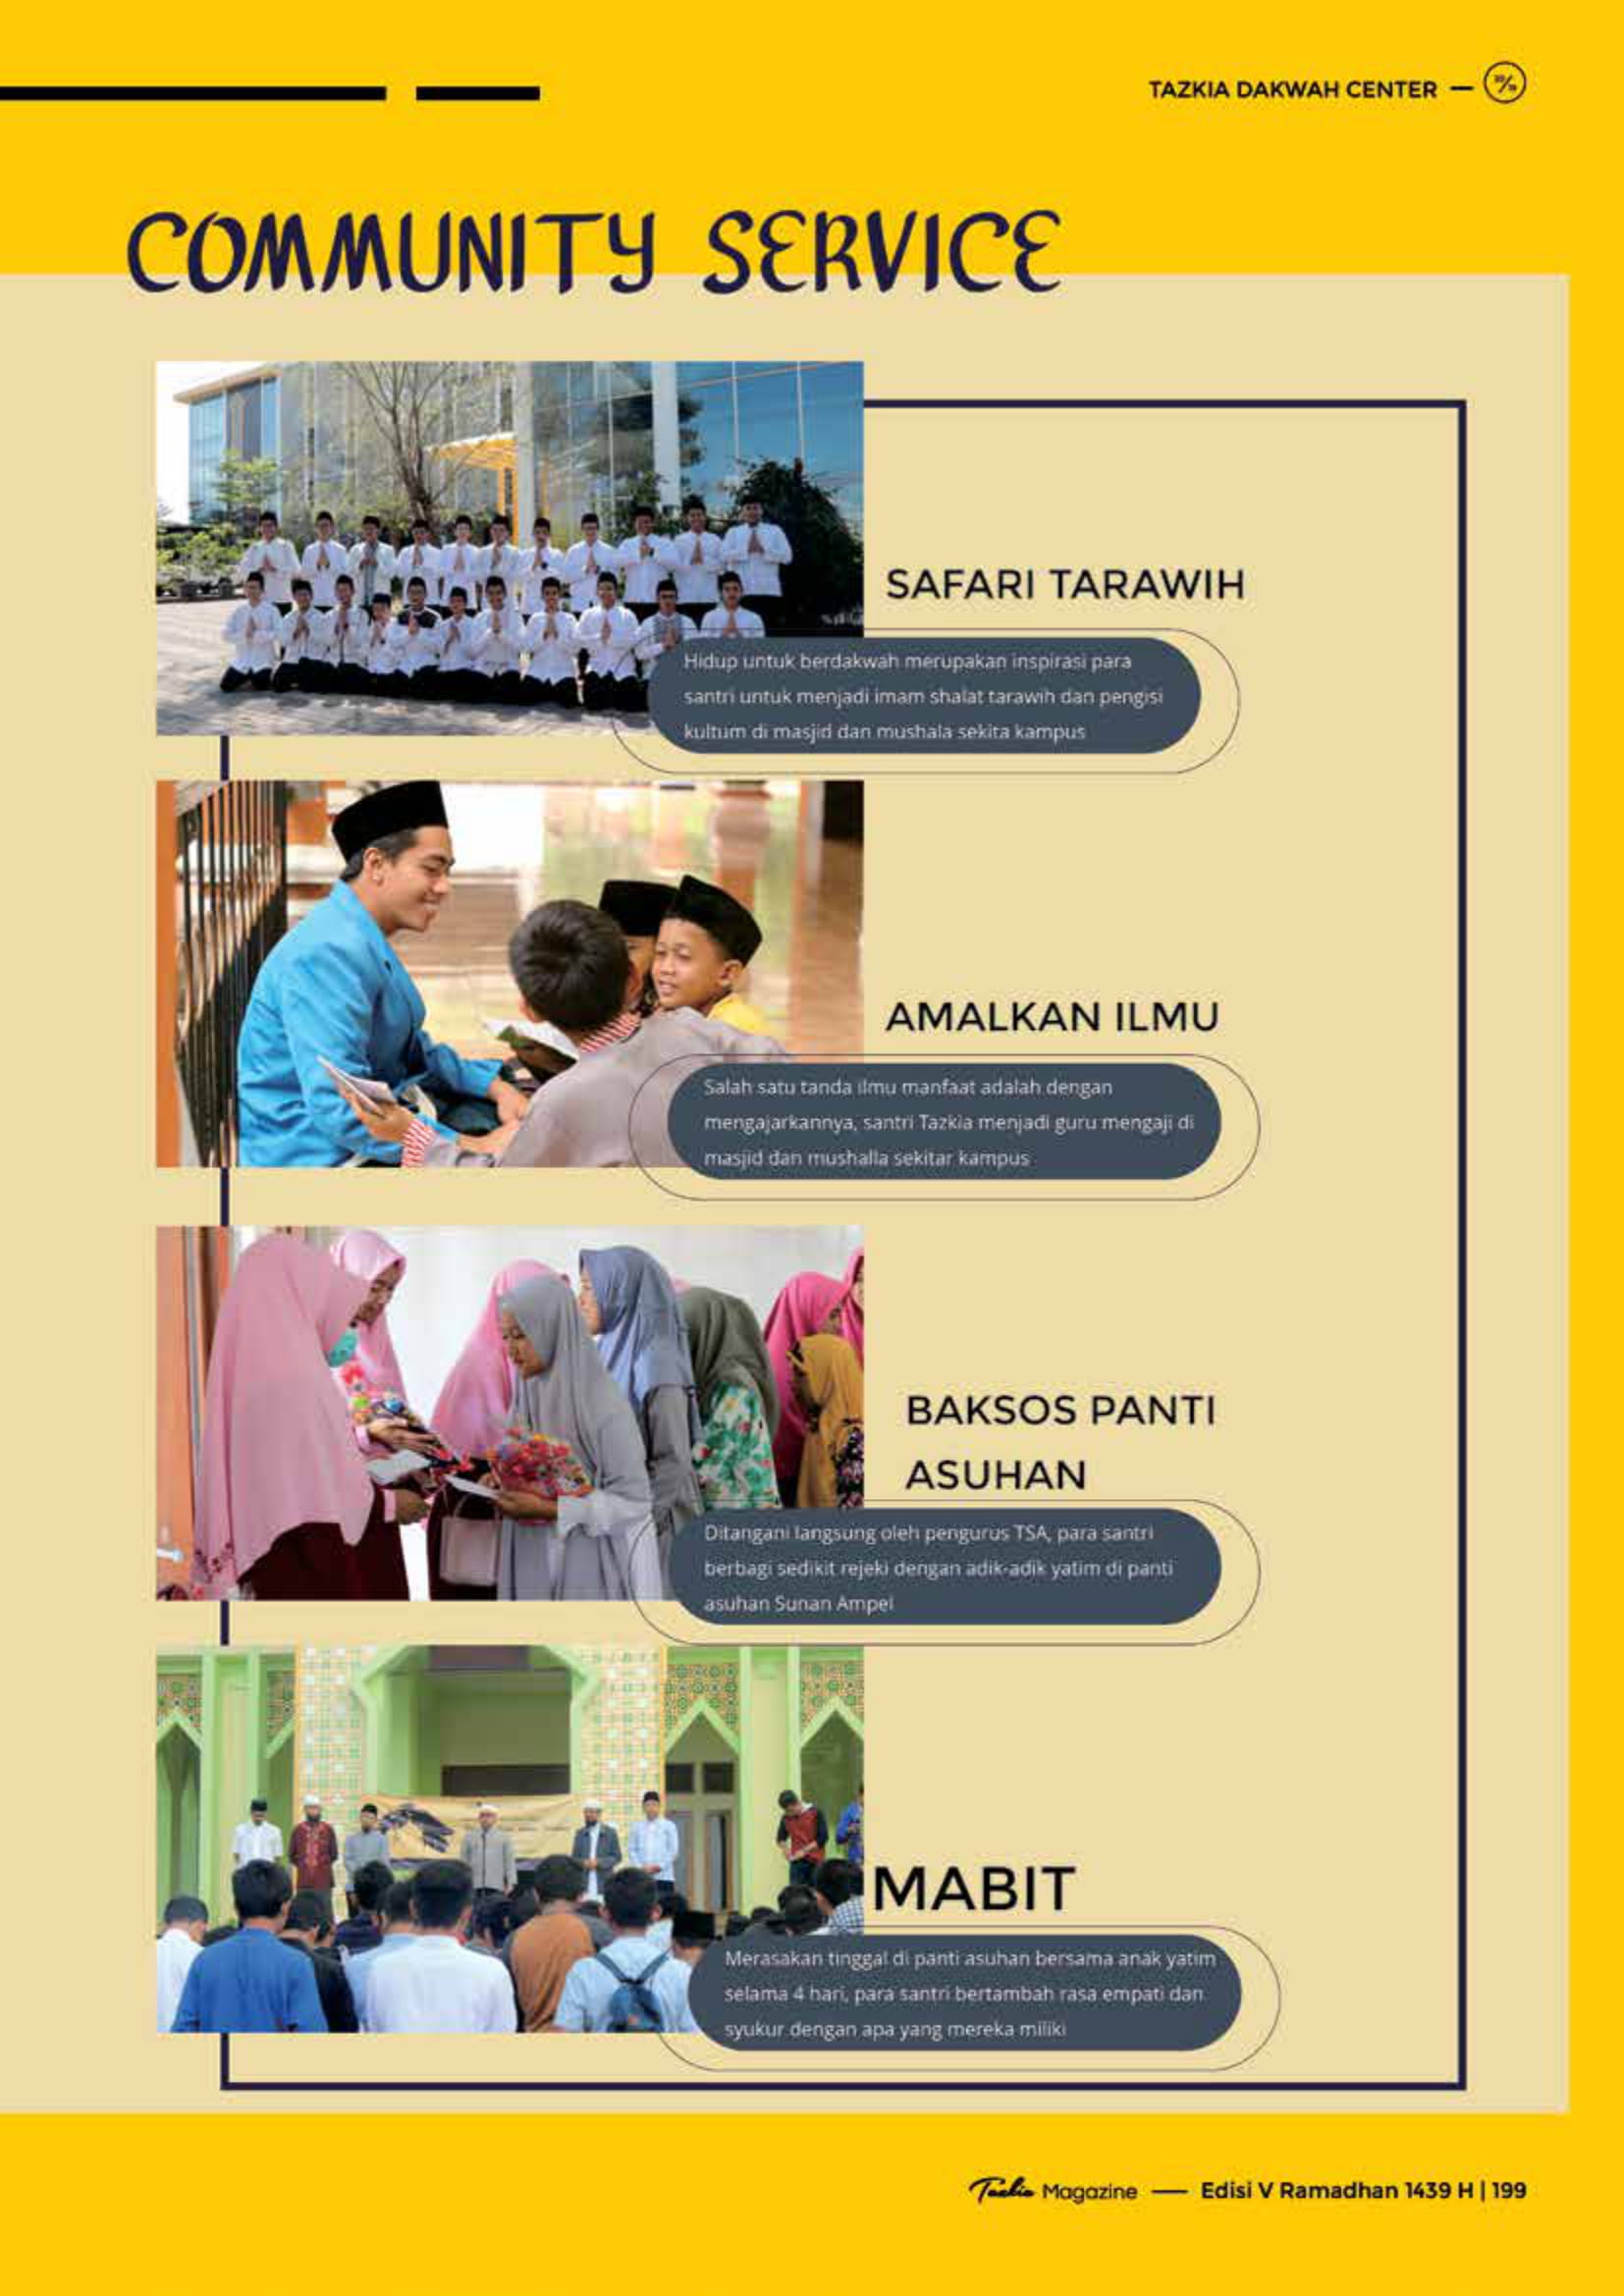 TAZKIA DAKWAH CENTER —
COMMUNITY SERVICE
SAFARI TARAWIH
Hidup untuk berdakwah merupakan inspirasi para
santri untuk menjadi imam shalat tarawih dan pengisi
kultum di masjid dan mushala sekita kampus
AMALKAN ILMU
Salah satu tanda ilmu manfaat adalah dengan
mengajarkannya, santri Tazkia menjadi guru mengaji di
masjid dan mushalla sekitar kampus
BAKSOS PANTI
ASUHAN
Ditangani langsung oleh pengurus TSA, para santri
berbagi sedikit rejeki dengan adik-adik yatim di panti
asuhan Sunan Ampel
MABIT
Merasakan tinggal di panti asuhan bersama anak yatim
selama 4 hari, para santri bertambah rasa empati dan
syukur dengan apa yang mereka miliki
Tazkia Magazine — Edisi V Ramadhan 1439 H | 199